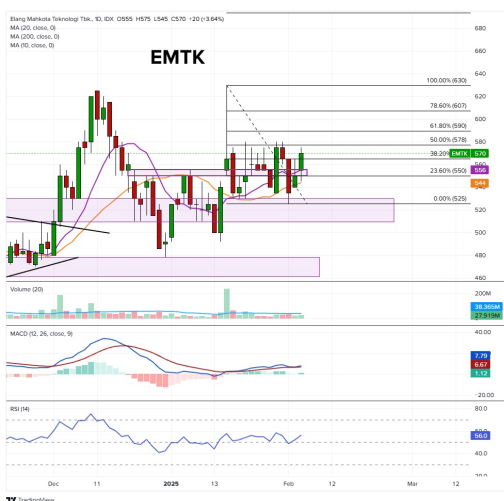 Elang Mahkota Teknologi Tbk., 1D, IDX O555 H575 L545 C570 +20 (+3.64%)
MA (20, close, 0)
MA (200, close, 0)
MA (10, close, 0)
EMTK
680
660
640
100.00% (630)
620
78.60% (607)
600
61.80% (590)
50.00% (578)
580
38.20%
EMTK 570
560
23.60% (550) 556
544
0.00% (525)
520
500
480
460
Volume (20)
200M
38.365M
27.919M
MACD (12, 26, close, 9)
40.00
7.79
6.67
1.12
−20.00
RSI (14)
80.0
56.0
40.0
20.0
Dec 11 2025 13 Feb 12 Mar 12
TradingView